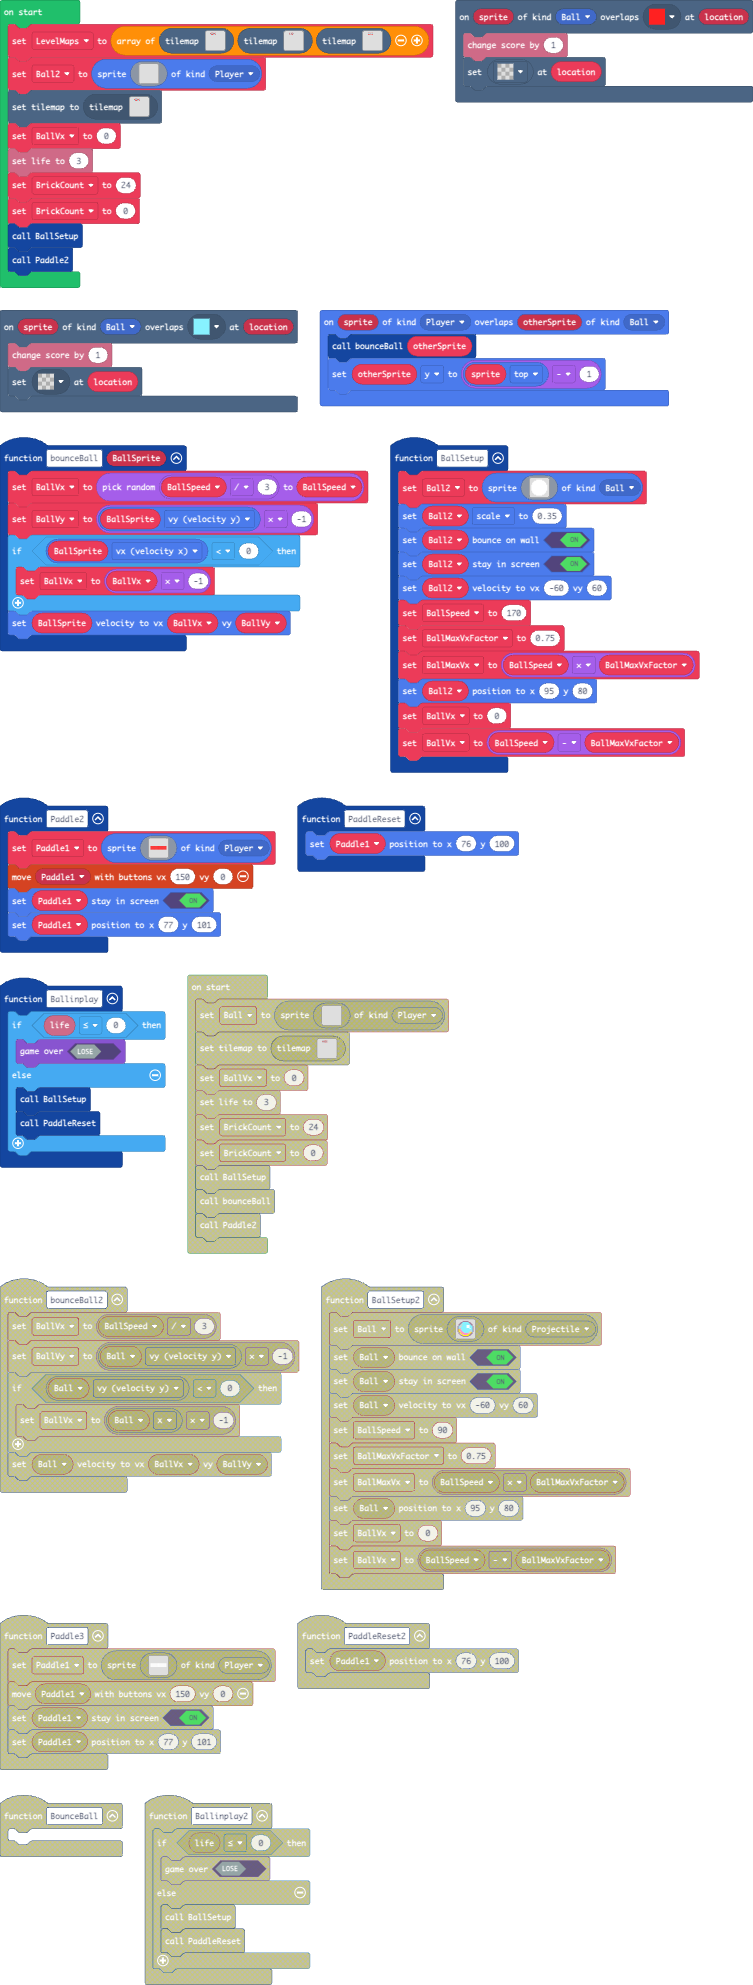 on start
set LevelMaps to array of tilemap tilemap tilemap
set Ball2 to sprite of kind Player
set tilemap to tilemap
set BallVx to 0
set life to 3
set BrickCount to 24
set BrickCount to 0
call BallSetup
call Paddle2
on sprite of kind Ball overlaps at location
change score by 1
set at location
on sprite of kind Ball overlaps at location
change score by 1
set at location
on sprite of kind Player overlaps otherSprite of kind Ball
call bounceBall otherSprite
set otherSprite y to sprite top - 1
function bounceBall BallSprite
set BallVx to pick random BallSpeed / 3 to BallSpeed
set BallVy to BallSprite vy (velocity y) × -1
if BallSprite vx (velocity x) < 0 then
set BallVx to BallVx × -1
set BallSprite velocity to vx BallVx vy BallVy
function BallSetup
set Ball2 to sprite of kind Ball
set Ball2 scale to 0.35
set Ball2 bounce on wall ON
set Ball2 stay in screen ON
set Ball2 velocity to vx -60 vy 60
set BallSpeed to 170
set BallMaxVxFactor to 0.75
set BallMaxVx to BallSpeed × BallMaxVxFactor
set Ball2 position to x 95 y 80
set BallVx to 0
set BallVx to BallSpeed - BallMaxVxFactor
function Paddle2
set Paddle1 to sprite of kind Player
move Paddle1 with buttons vx 150 vy 0
set Paddle1 stay in screen ON
set Paddle1 position to x 77 y 101
function PaddleReset
set Paddle1 position to x 76 y 100
function Ballinplay
if life ≤ 0 then
game over LOSE
else
call BallSetup
call PaddleReset
on start
set Ball to sprite of kind Player
set tilemap to tilemap
set BallVx to 0
set life to 3
set BrickCount to 24
set BrickCount to 0
call BallSetup
call bounceBall
call Paddle2
function bounceBall2
set BallVx to BallSpeed / 3
set BallVy to Ball vy (velocity y) × -1
if Ball vy (velocity y) < 0 then
set BallVx to Ball x × -1
set Ball velocity to vx BallVx vy BallVy
function BallSetup2
set Ball to sprite of kind Projectile
set Ball bounce on wall ON
set Ball stay in screen ON
set Ball velocity to vx -60 vy 60
set BallSpeed to 90
set BallMaxVxFactor to 0.75
set BallMaxVx to BallSpeed × BallMaxVxFactor
set Ball position to x 95 y 80
set BallVx to 0
set BallVx to BallSpeed - BallMaxVxFactor
function Paddle3
set Paddle1 to sprite of kind Player
move Paddle1 with buttons vx 150 vy 0
set Paddle1 stay in screen ON
set Paddle1 position to x 77 y 101
function PaddleReset2
set Paddle1 position to x 76 y 100
function BounceBall
function Ballinplay2
if life ≤ 0 then
game over LOSE
else
call BallSetup
call PaddleReset